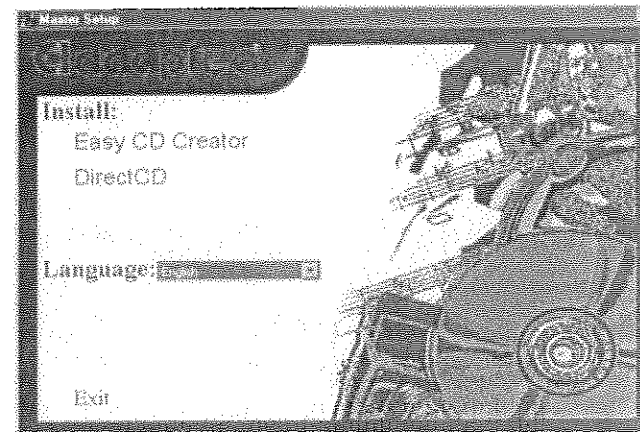 Master Setup
Install:
Easy CD Creator
DirectCD
Language:
Exit